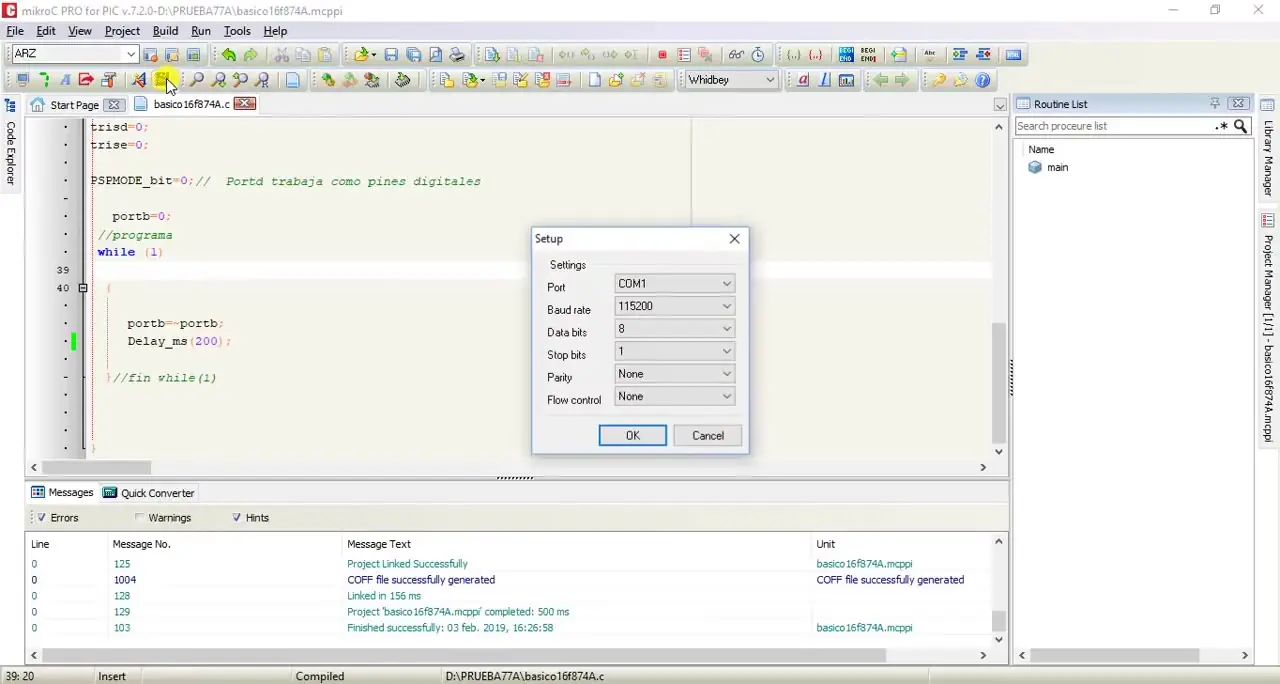 mikroC PRO for PIC v.7.2.0-D:\PRUEBA77A\basico16f874A.mcppi
File Edit View Project Build Run Tools Help
ARZ
Whidbey
Start Page
basico16f874A.c
trisd=0;
trise=0;
PSPMODE_bit=0;// Portd trabaja como pines digitales
portb=0;
//programa
while (1)
39
40 {
portb=~portb;
Delay_ms(200);
}//fin while(1)
}
Setup
Settings
Port COM1
Baud rate 115200
Data bits 8
Stop bits 1
Parity None
Flow control None
OK Cancel
Routine List
Search proceure list
Name
main
Code Explorer
Library Manager
Project Manager [1/1] - basico16f874A.mcppi
Messages Quick Converter
Errors Warnings Hints
Line Message No. Message Text Unit
0 125 Project Linked Successfully basico16f874A.mcppi
0 1004 COFF file successfully generated COFF file successfully generated
0 128 Linked in 156 ms
0 129 Project 'basico16f874A.mcppi' completed: 500 ms
0 103 Finished successfully: 03 feb. 2019, 16:26:58 basico16f874A.mcppi
39: 20 Insert Compiled D:\PRUEBA77A\basico16f874A.c